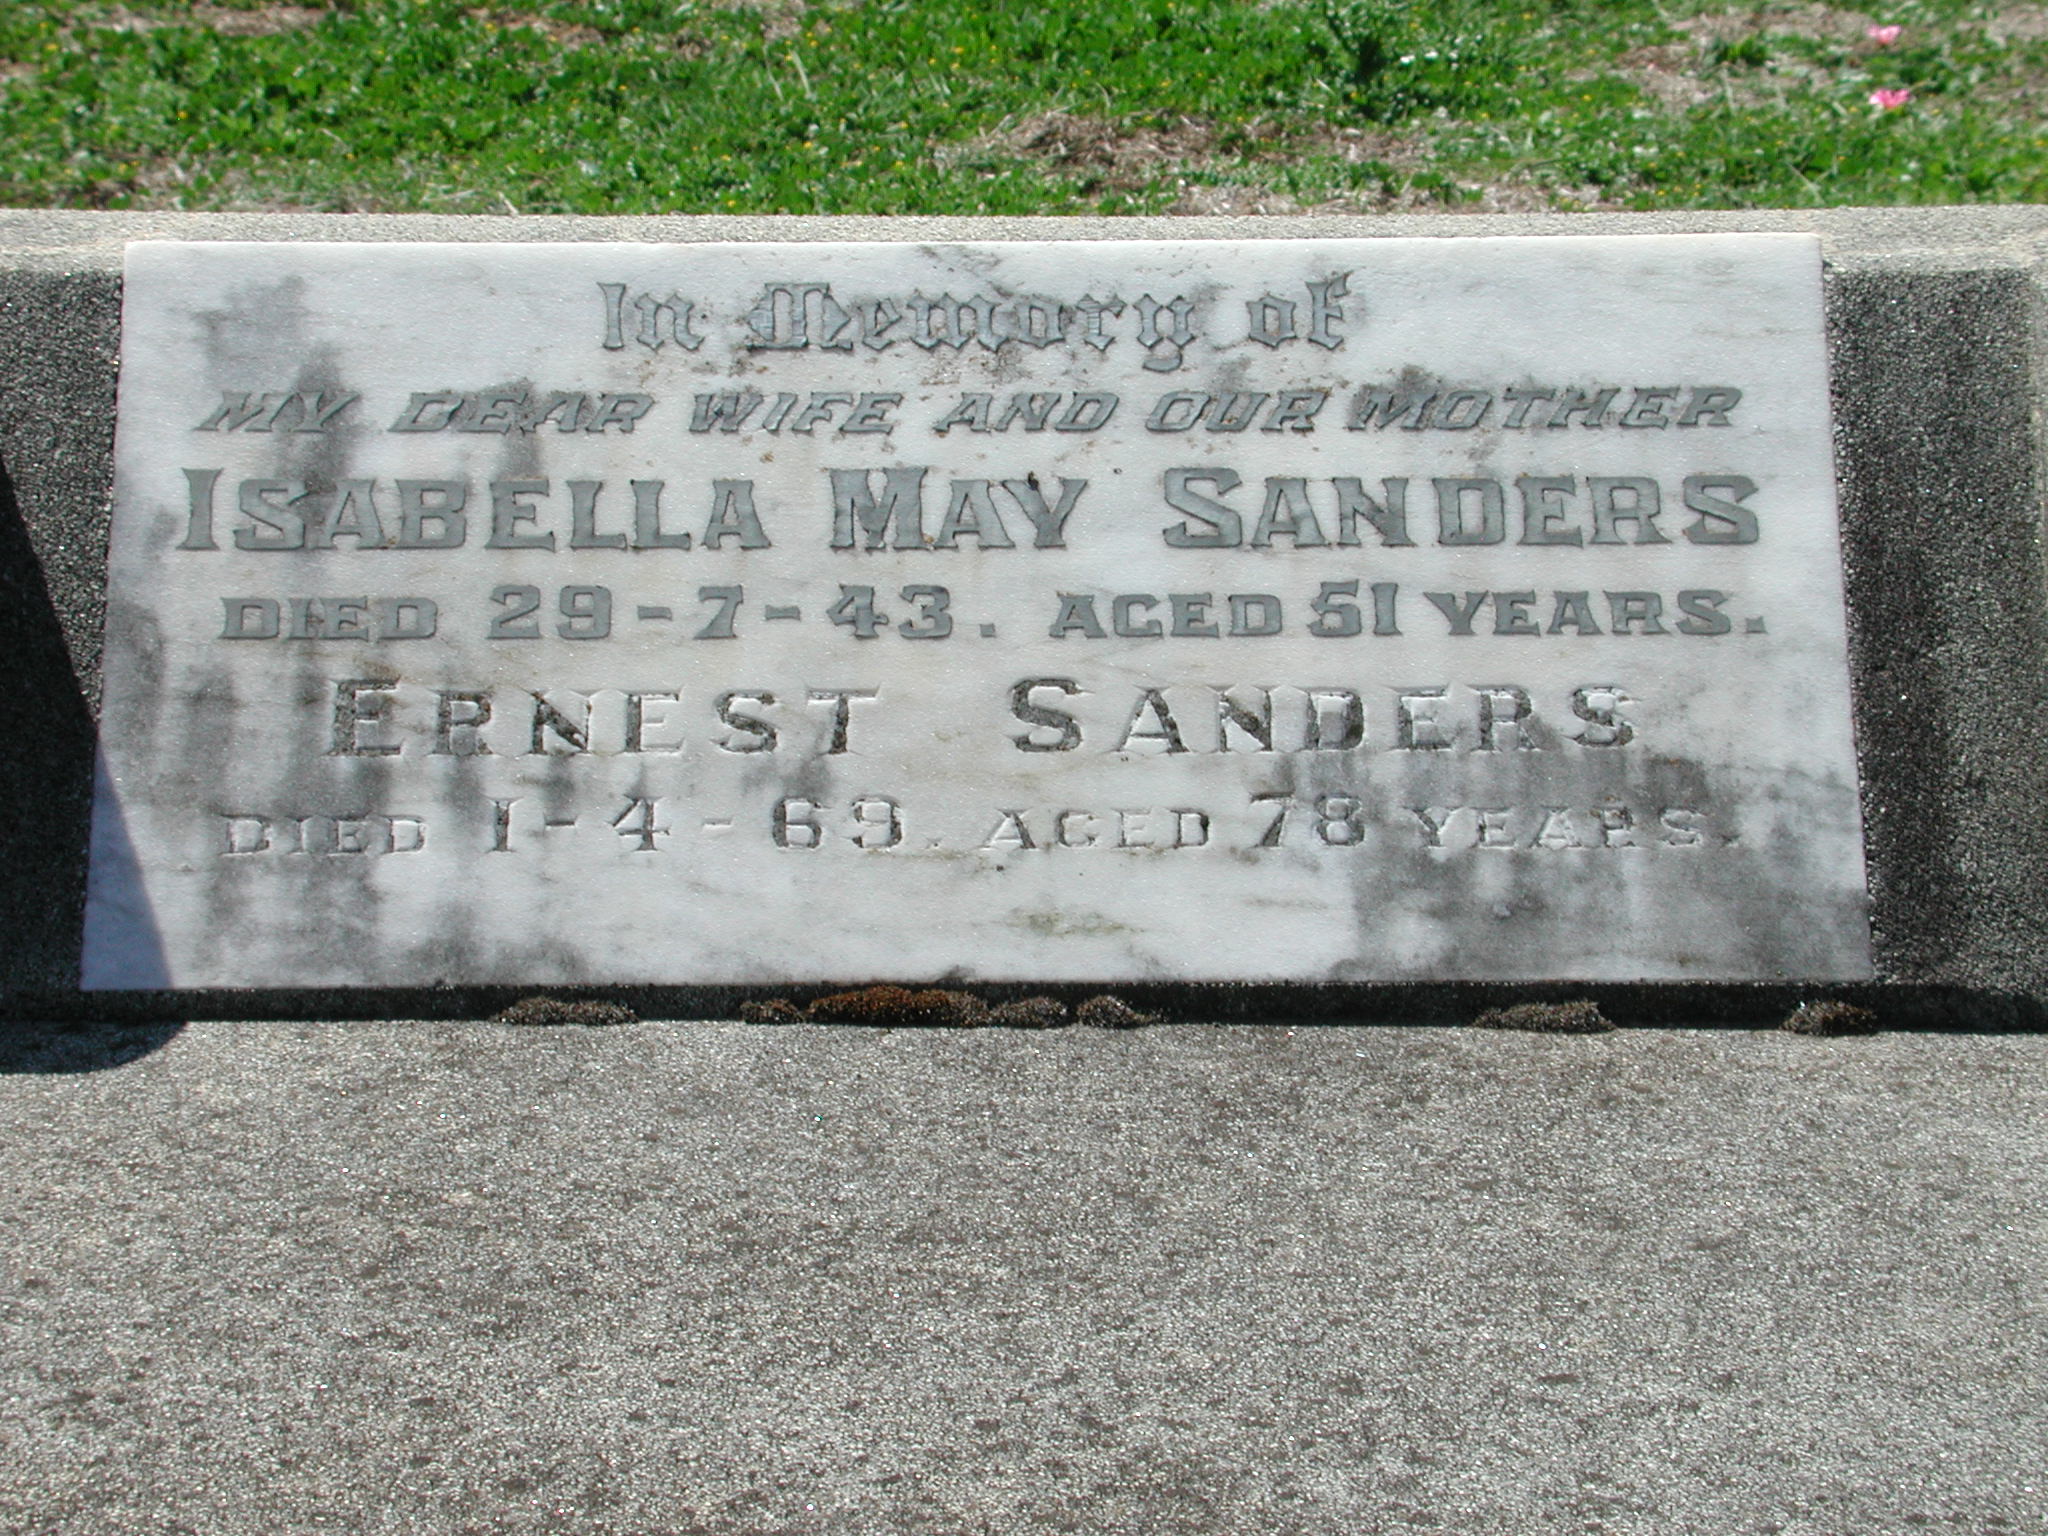 In Memory of
MY DEAR WIFE AND OUR MOTHER
ISABELLA MAY SANDERS
DIED 29-7-43. AGED 51 YEARS.
ERNEST SANDERS
DIED 1-4-69. AGED 78 YEARS.